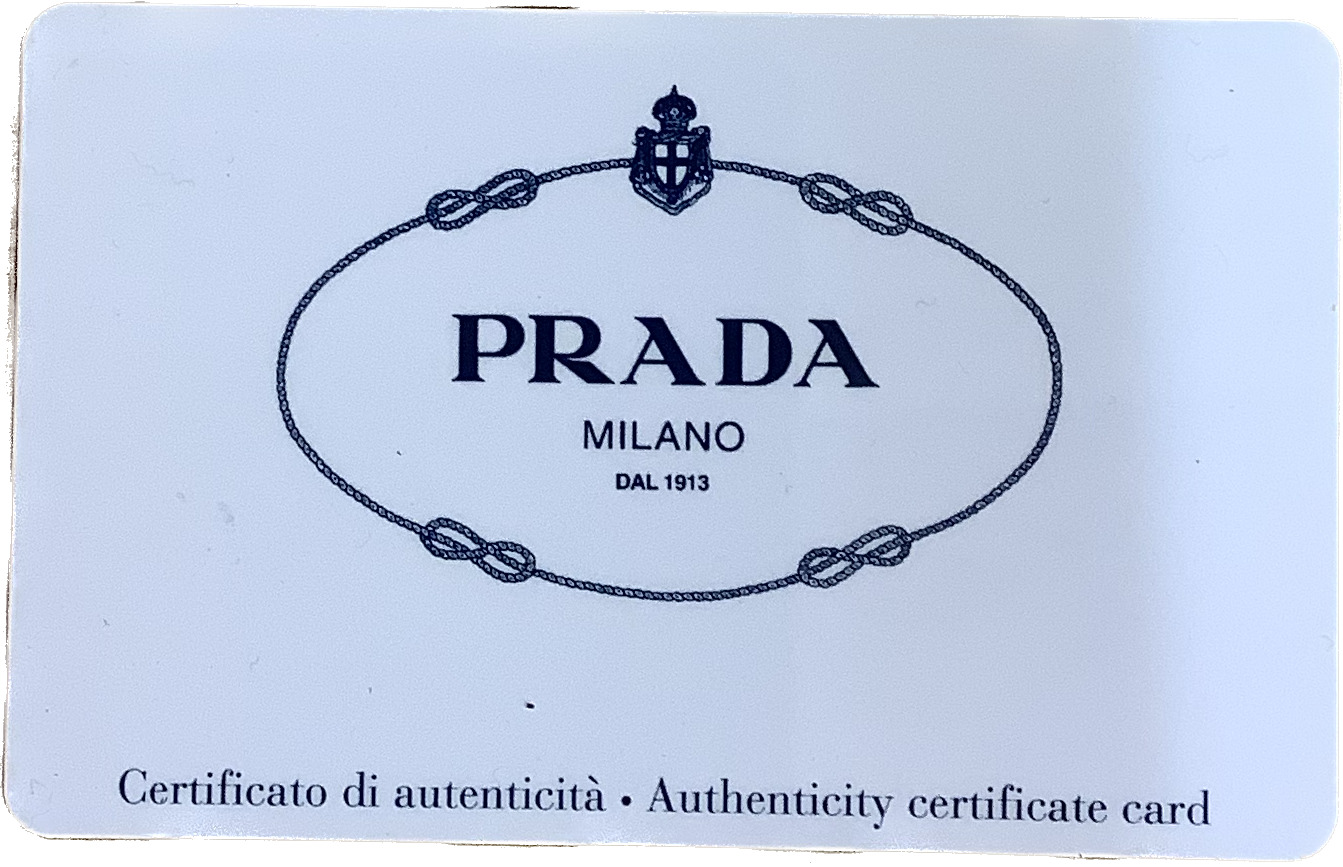 PRADA
MILANO
DAL 1913
Certificato di autenticità • Authenticity certificate card